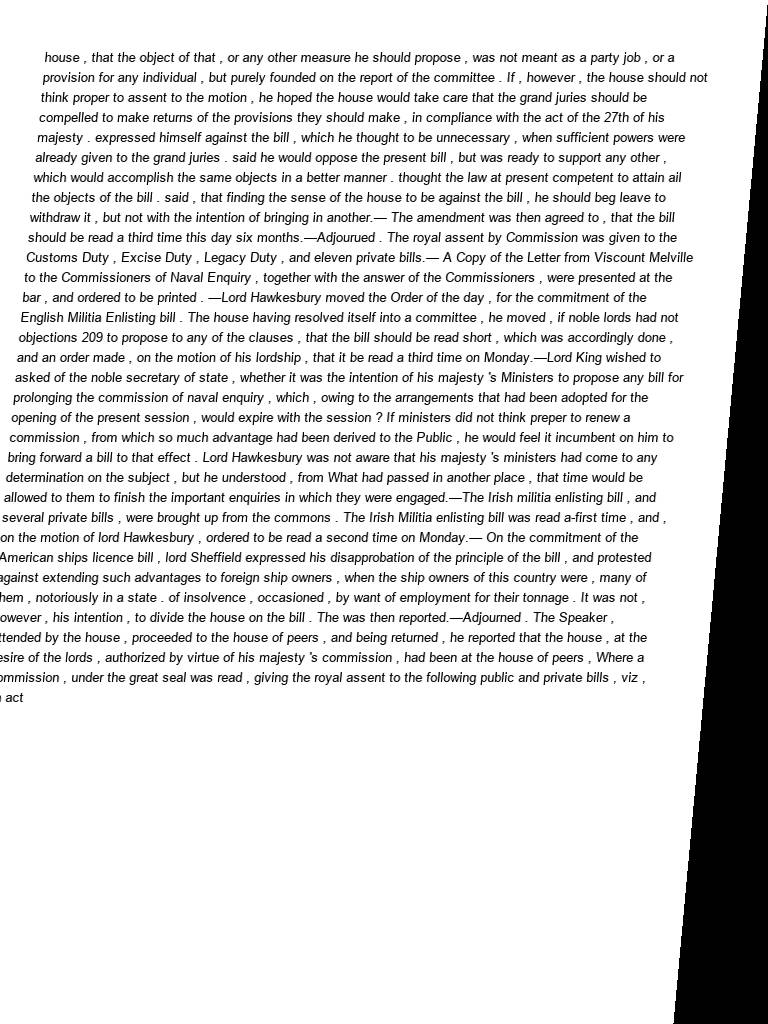 house , that the object of that , or any other measure he should propose , was not meant as a party job , or a
provision for any individual , but purely founded on the report of the committee . If , however , the house should not
think proper to assent to the motion , he hoped the house would take care that the grand juries should be
compelled to make returns of the provisions they should make , in compliance with the act of the 27th of his
majesty . expressed himself against the bill , which he thought to be unnecessary , when sufficient powers were
already given to the grand juries . said he would oppose the present bill , but was ready to support any other ,
which would accomplish the same objects in a better manner . thought the law at present competent to attain ail
the objects of the bill . said , that finding the sense of the house to be against the bill , he should beg leave to
withdraw it , but not with the intention of bringing in another.— The amendment was then agreed to , that the bill
should be read a third time this day six months.—Adjourued . The royal assent by Commission was given to the
Customs Duty , Excise Duty , Legacy Duty , and eleven private bills.— A Copy of the Letter from Viscount Melville
to the Commissioners of Naval Enquiry , together with the answer of the Commissioners , were presented at the
bar , and ordered to be printed . —Lord Hawkesbury moved the Order of the day , for the commitment of the
English Militia Enlisting bill . The house having resolved itself into a committee , he moved , if noble lords had not
objections 209 to propose to any of the clauses , that the bill should be read short , which was accordingly done ,
and an order made , on the motion of his lordship , that it be read a third time on Monday.—Lord King wished to
asked of the noble secretary of state , whether it was the intention of his majesty 's Ministers to propose any bill for
prolonging the commission of naval enquiry , which , owing to the arrangements that had been adopted for the
opening of the present session , would expire with the session ? If ministers did not think preper to renew a
commission , from which so much advantage had been derived to the Public , he would feel it incumbent on him to
bring forward a bill to that effect . Lord Hawkesbury was not aware that his majesty 's ministers had come to any
determination on the subject , but he understood , from What had passed in another place , that time would be
allowed to them to finish the important enquiries in which they were engaged.—The Irish militia enlisting bill , and
several private bills , were brought up from the commons . The Irish Militia enlisting bill was read a-first time , and ,
on the motion of lord Hawkesbury , ordered to be read a second time on Monday.— On the commitment of the
American ships licence bill , lord Sheffield expressed his disapprobation of the principle of the bill , and protested
against extending such advantages to foreign ship owners , when the ship owners of this country were , many of
hem , notoriously in a state . of insolvence , occasioned , by want of employment for their tonnage . It was not ,
owever , his intention , to divide the house on the bill . The was then reported.—Adjourned . The Speaker ,
ttended by the house , proceeded to the house of peers , and being returned , he reported that the house , at the
esire of the lords , authorized by virtue of his majesty 's commission , had been at the house of peers , Where a
ommission , under the great seal was read , giving the royal assent to the following public and private bills , viz ,
act